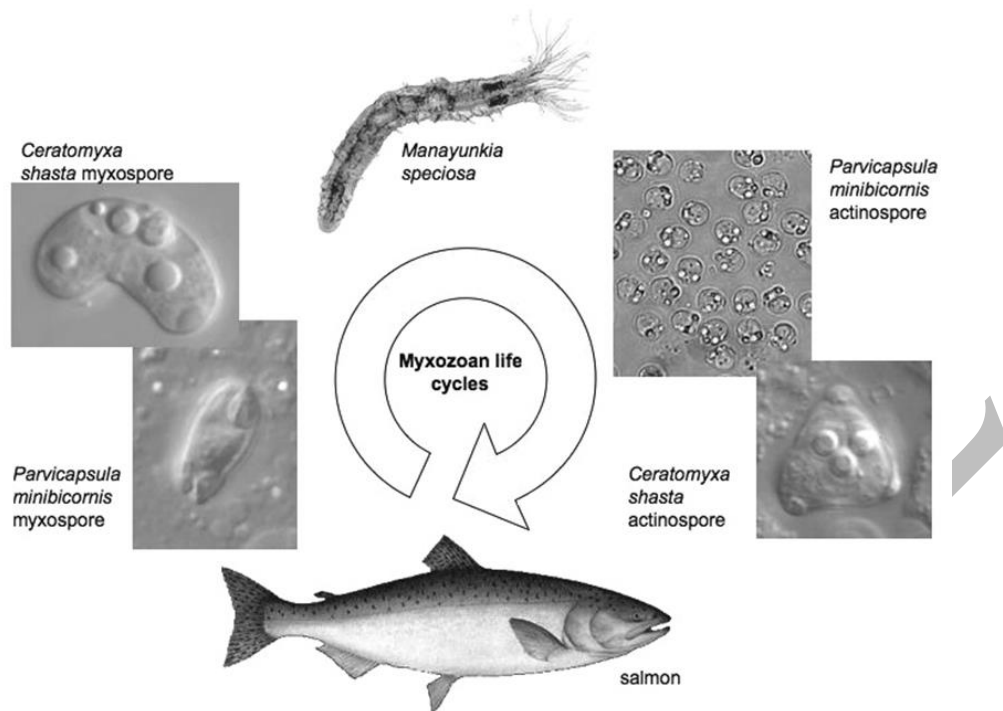 Ceratomyxa
shasta myxospore
Manayunkia
speciosa
Parvicapsula
minibicornis
actinospore
Myxozoan life
cycles
Parvicapsula
minibicornis
myxospore
Ceratomyxa
shasta
actinospore
salmon